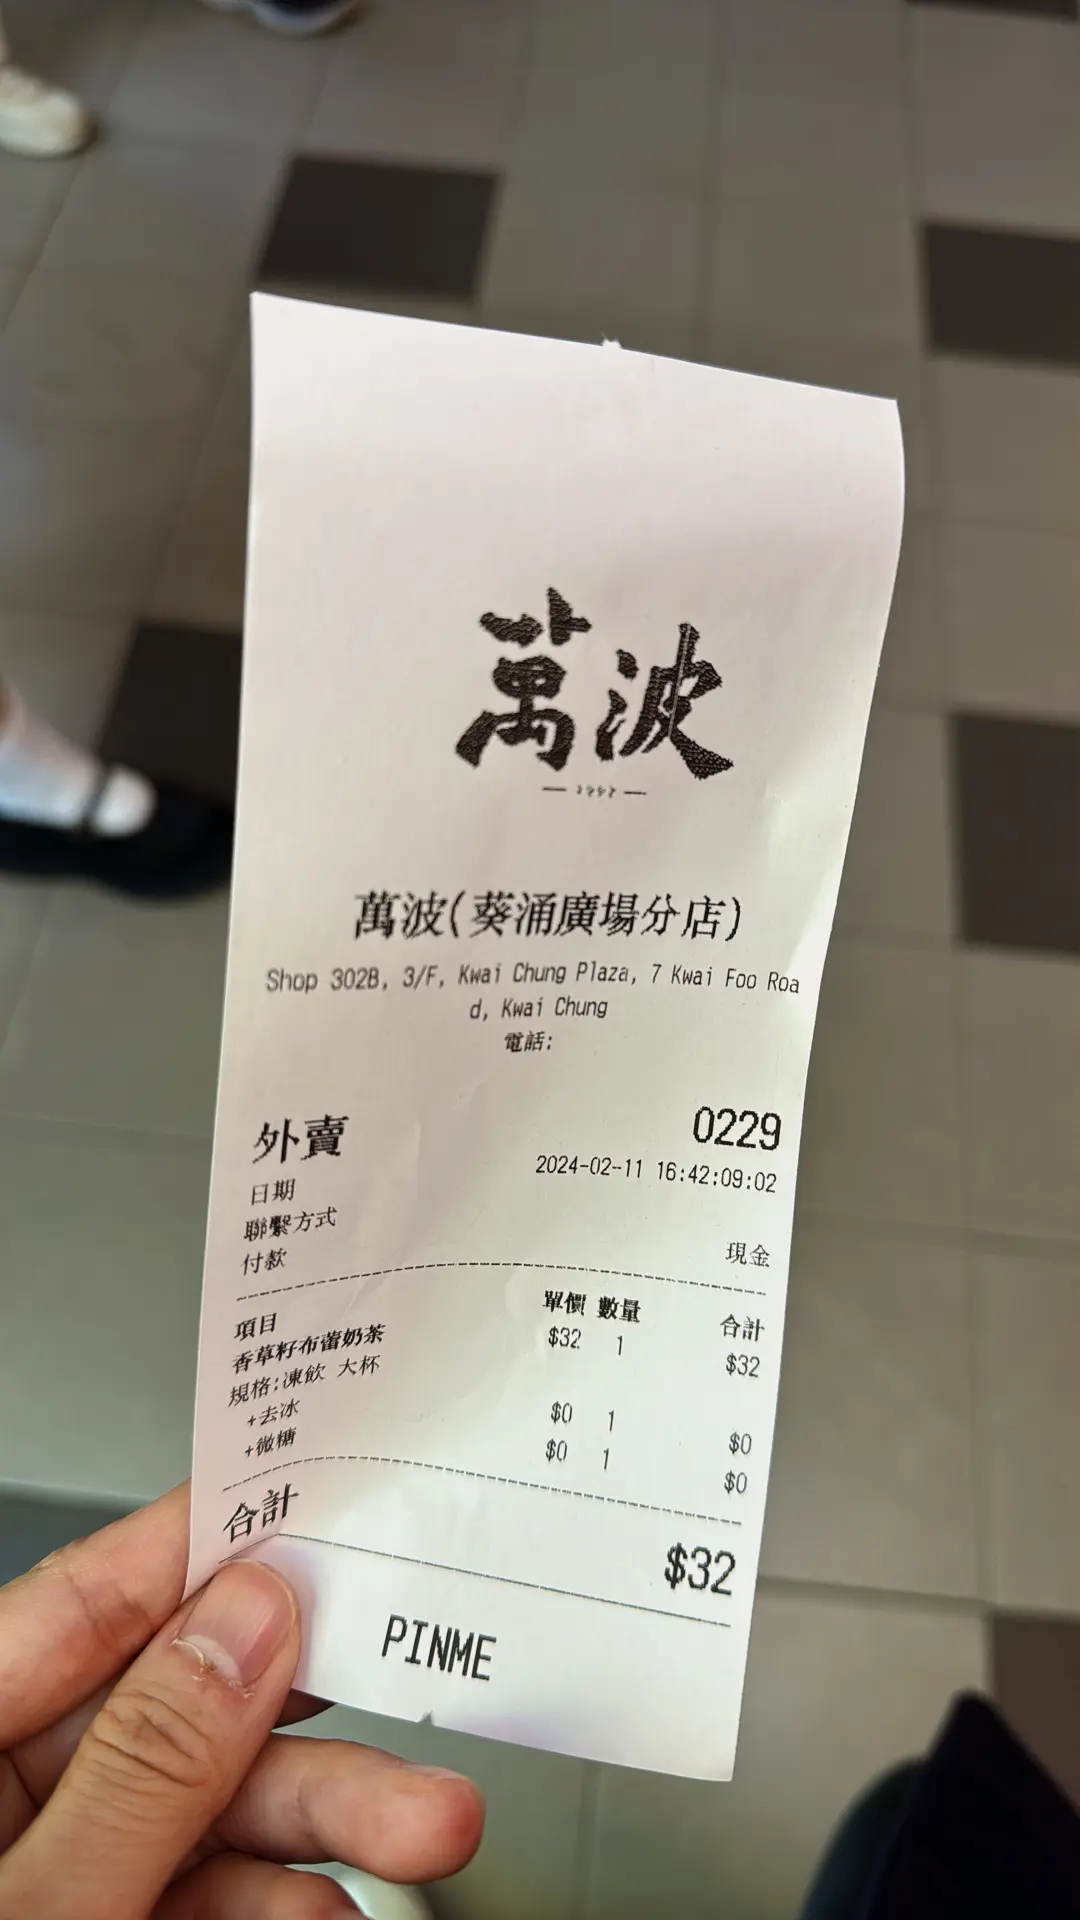 萬波
— 1992 —
萬波(葵涌廣場分店)
Shop 302B, 3/F, Kwai Chung Plaza, 7 Kwai Foo Roa
d, Kwai Chung
電話:
外賣 0229
日期 2024-02-11 16:42:09:02
聯繫方式
付款 現金
項目 單價 數量 合計
香草籽布蕾奶茶 $32 1 $32
規格:凍飲 大杯
+去冰 $0 1 $0
+微糖 $0 1 $0
合計 $32
PINME